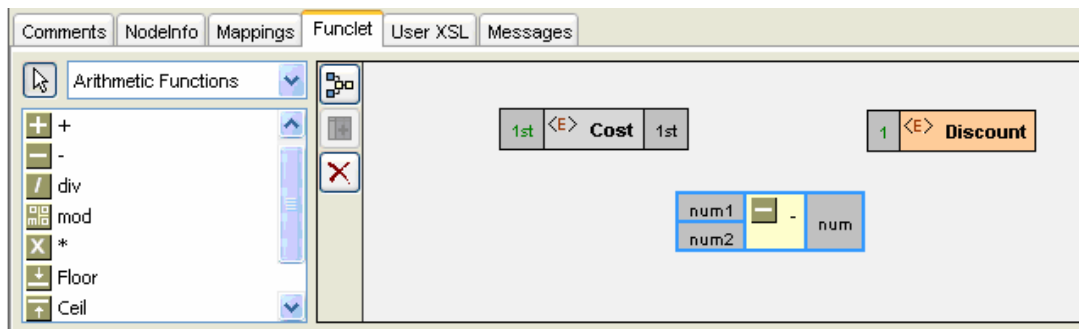 Comments NodeInfo Mappings Funclet User XSL Messages
Arithmetic Functions
+
-
div
mod
*
Floor
Ceil
1st <E> Cost 1st
1 <E> Discount
num1
num2
- num